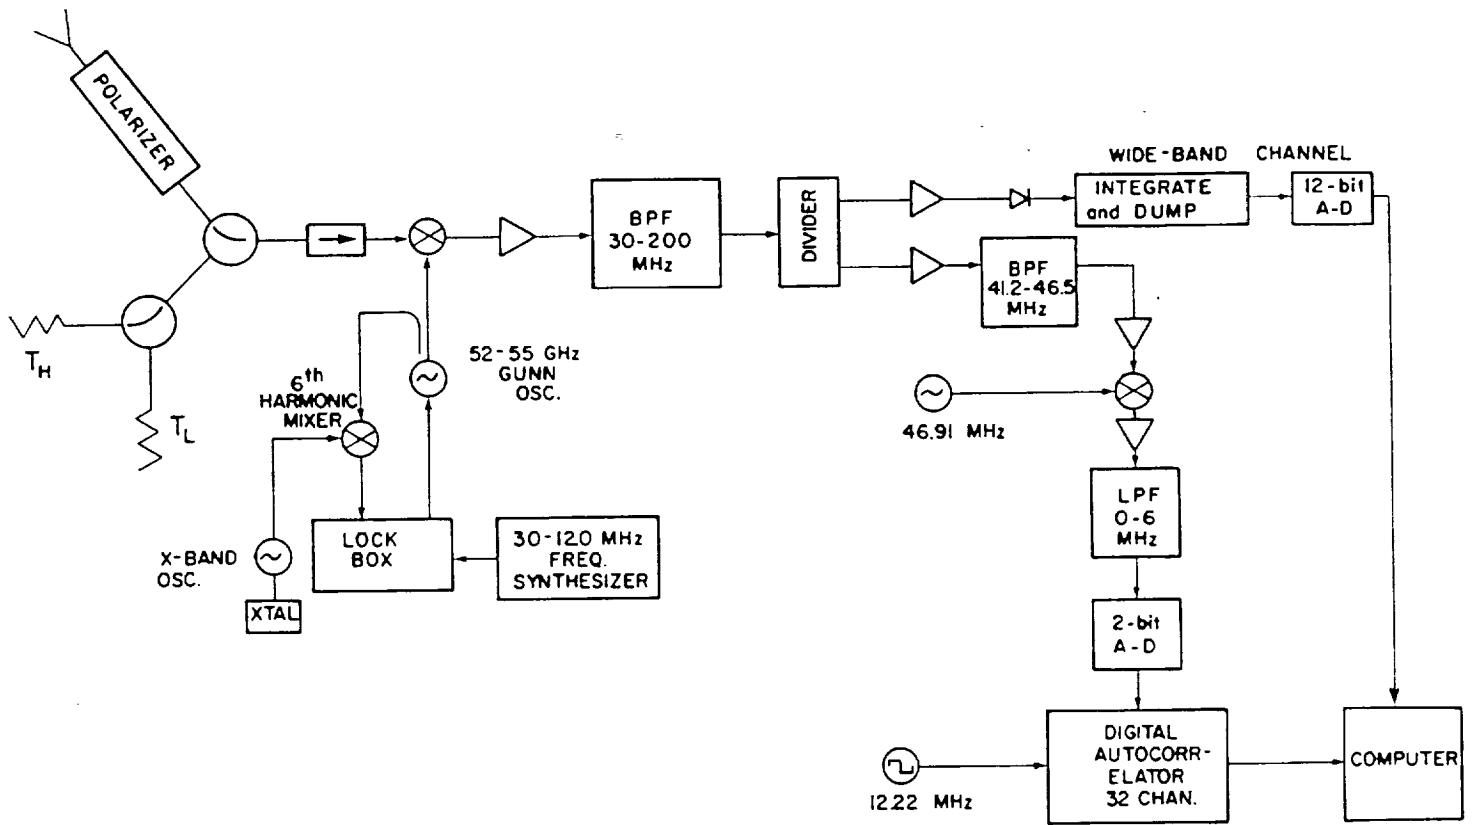 POLARIZER
T_H
T_L
6th
HARMONIC
MIXER
52-55 GHz
GUNN
OSC.
X-BAND
OSC.
XTAL
LOCK
BOX
30-120 MHz
FREQ.
SYNTHESIZER
BPF
30-200
MHz
DIVIDER
WIDE-BAND CHANNEL
INTEGRATE
and DUMP
12-bit
A-D
BPF
41.2-46.5
MHz
46.91 MHz
LPF
0-6
MHz
2-bit
A-D
12.22 MHz
DIGITAL
AUTOCORR-
ELATOR
32 CHAN.
COMPUTER